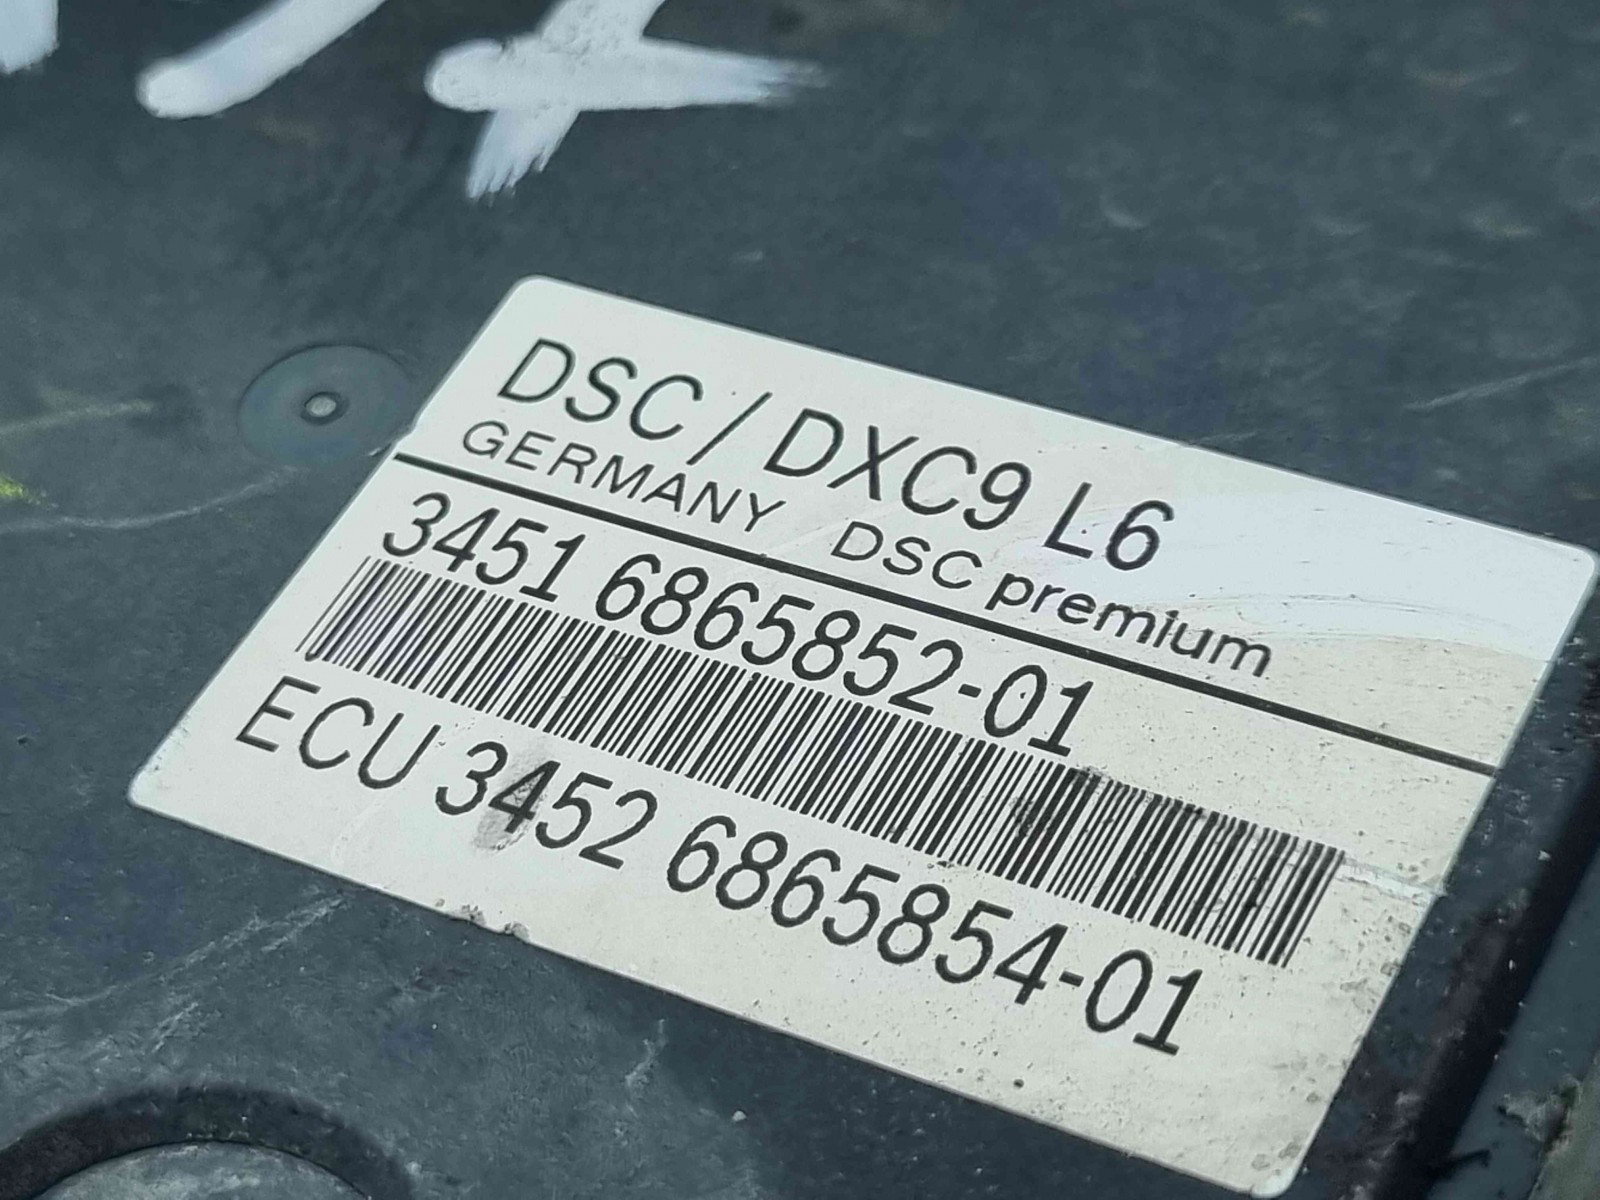 DSC / DXC9 L6
GERMANY DSC premium
3451 6865852-01
ECU 3452 6865854-01